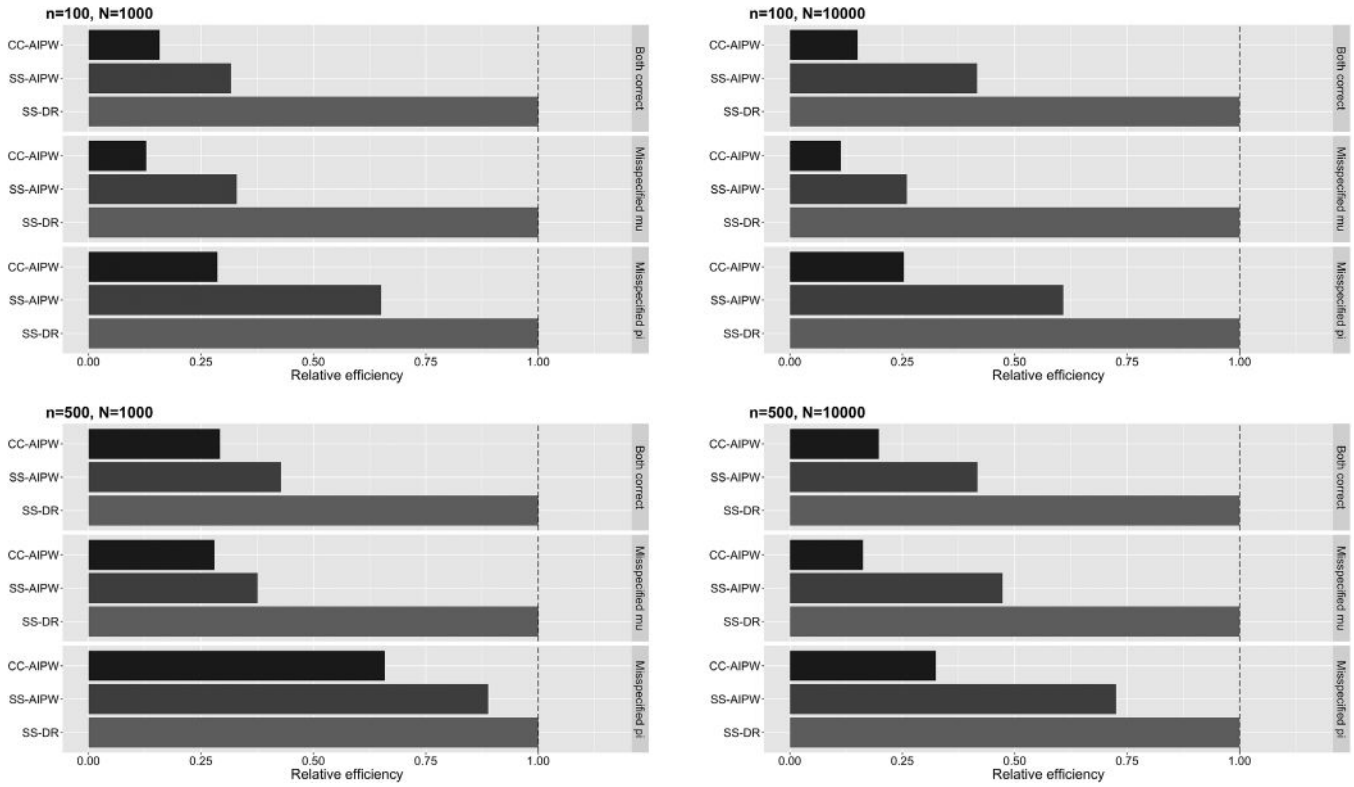 n=100, N=1000
CC-AIPW
SS-AIPW
SS-DR
Both correct
CC-AIPW
SS-AIPW
SS-DR
Misspecified mu
CC-AIPW
SS-AIPW
SS-DR
Misspecified pi
0.00 0.25 0.50 0.75 1.00
Relative efficiency
n=100, N=10000
CC-AIPW
SS-AIPW
SS-DR
Both correct
CC-AIPW
SS-AIPW
SS-DR
Misspecified mu
CC-AIPW
SS-AIPW
SS-DR
Misspecified pi
0.00 0.25 0.50 0.75 1.00
Relative efficiency
n=500, N=1000
CC-AIPW
SS-AIPW
SS-DR
Both correct
CC-AIPW
SS-AIPW
SS-DR
Misspecified mu
CC-AIPW
SS-AIPW
SS-DR
Misspecified pi
0.00 0.25 0.50 0.75 1.00
Relative efficiency
n=500, N=10000
CC-AIPW
SS-AIPW
SS-DR
Both correct
CC-AIPW
SS-AIPW
SS-DR
Misspecified mu
CC-AIPW
SS-AIPW
SS-DR
Misspecified pi
0.00 0.25 0.50 0.75 1.00
Relative efficiency